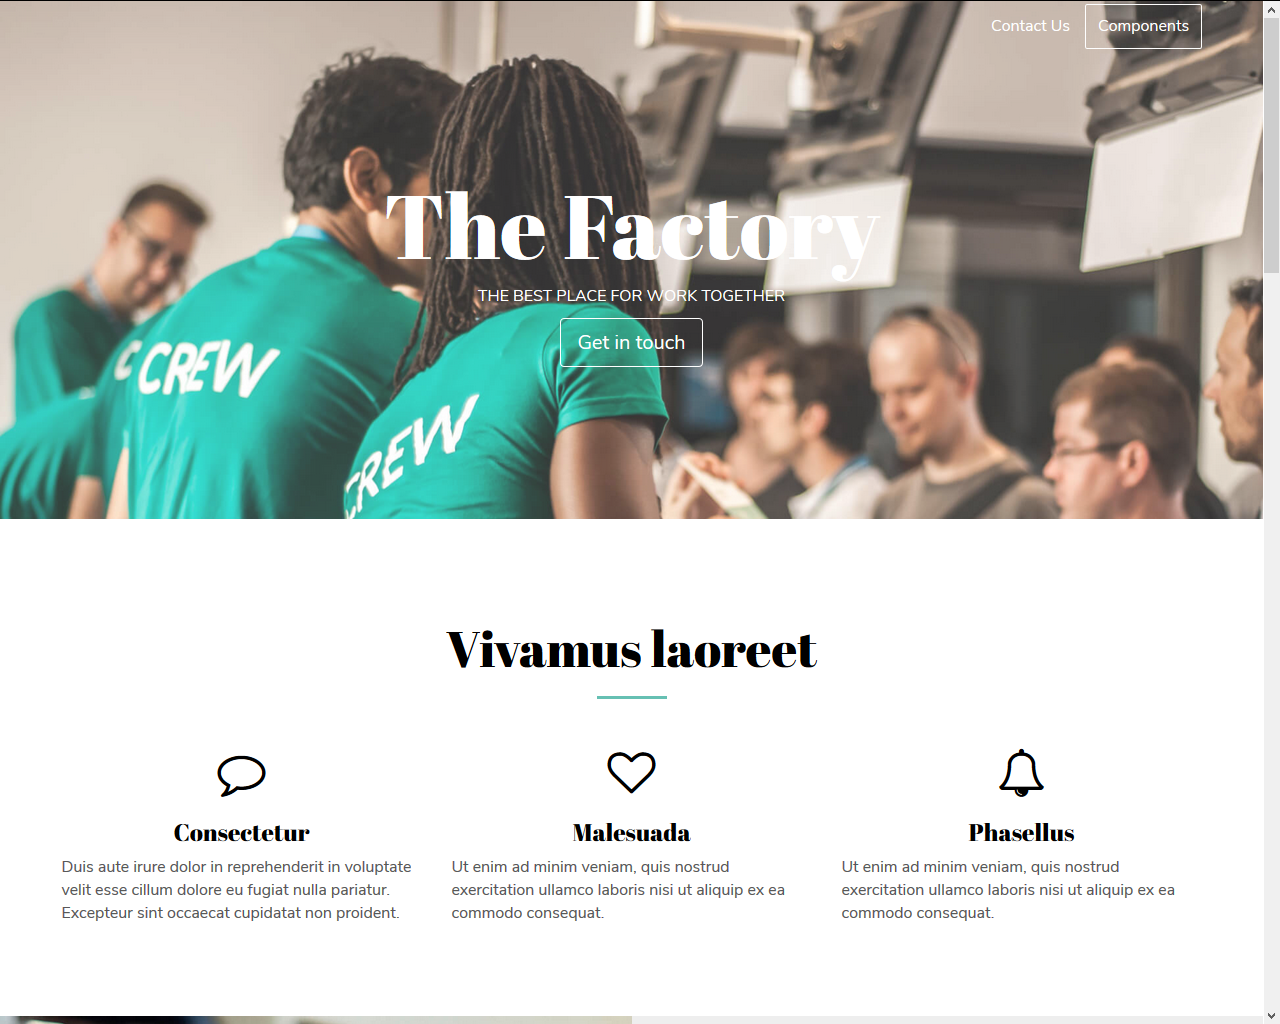 Contact Us
Components
The Factory
THE BEST PLACE FOR WORK TOGETHER
Get in touch
C CREW
CREW
Vivamus laoreet
Consectetur
Duis aute irure dolor in reprehenderit in voluptate
velit esse cillum dolore eu fugiat nulla pariatur.
Excepteur sint occaecat cupidatat non proident.
Malesuada
Ut enim ad minim veniam, quis nostrud
exercitation ullamco laboris nisi ut aliquip ex ea
commodo consequat.
Phasellus
Ut enim ad minim veniam, quis nostrud
exercitation ullamco laboris nisi ut aliquip ex ea
commodo consequat.